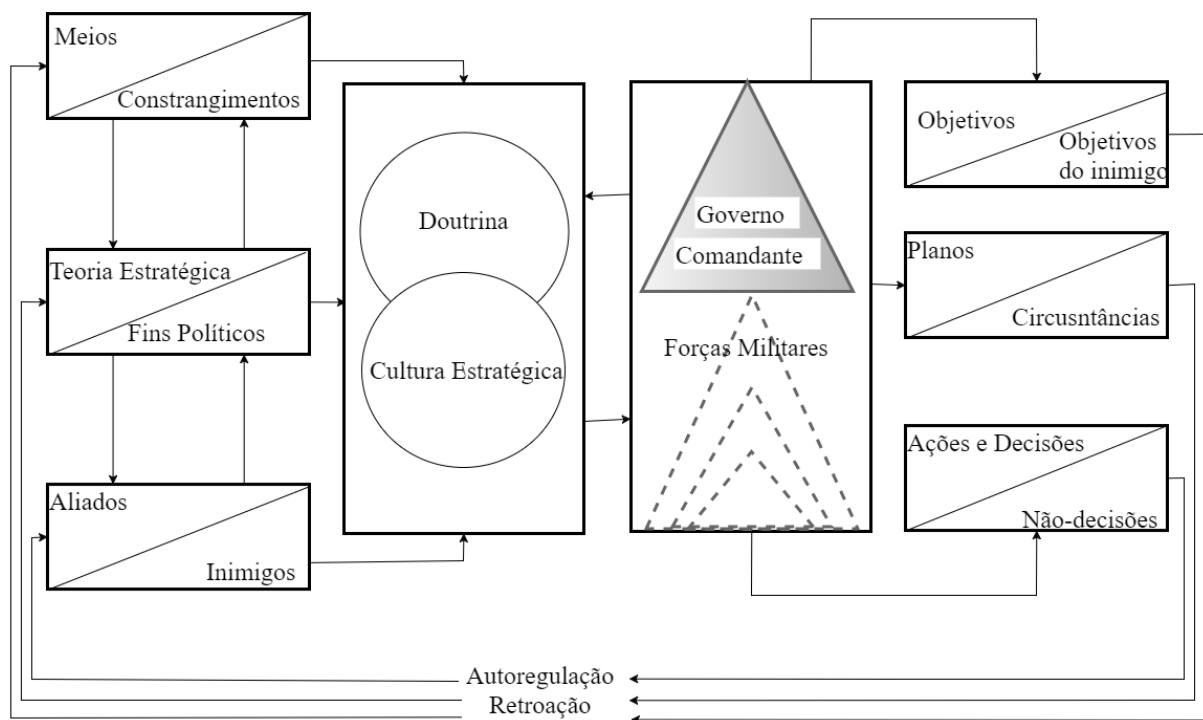 Meios
Constrangimentos
Teoria Estratégica
Fins Políticos
Aliados
Inimigos
Doutrina
Cultura Estratégica
Governo
Comandante
Forças Militares
Objetivos
Objetivos
do inimigo
Planos
Circusntâncias
Ações e Decisões
Não-decisões
Autoregulação
Retroação